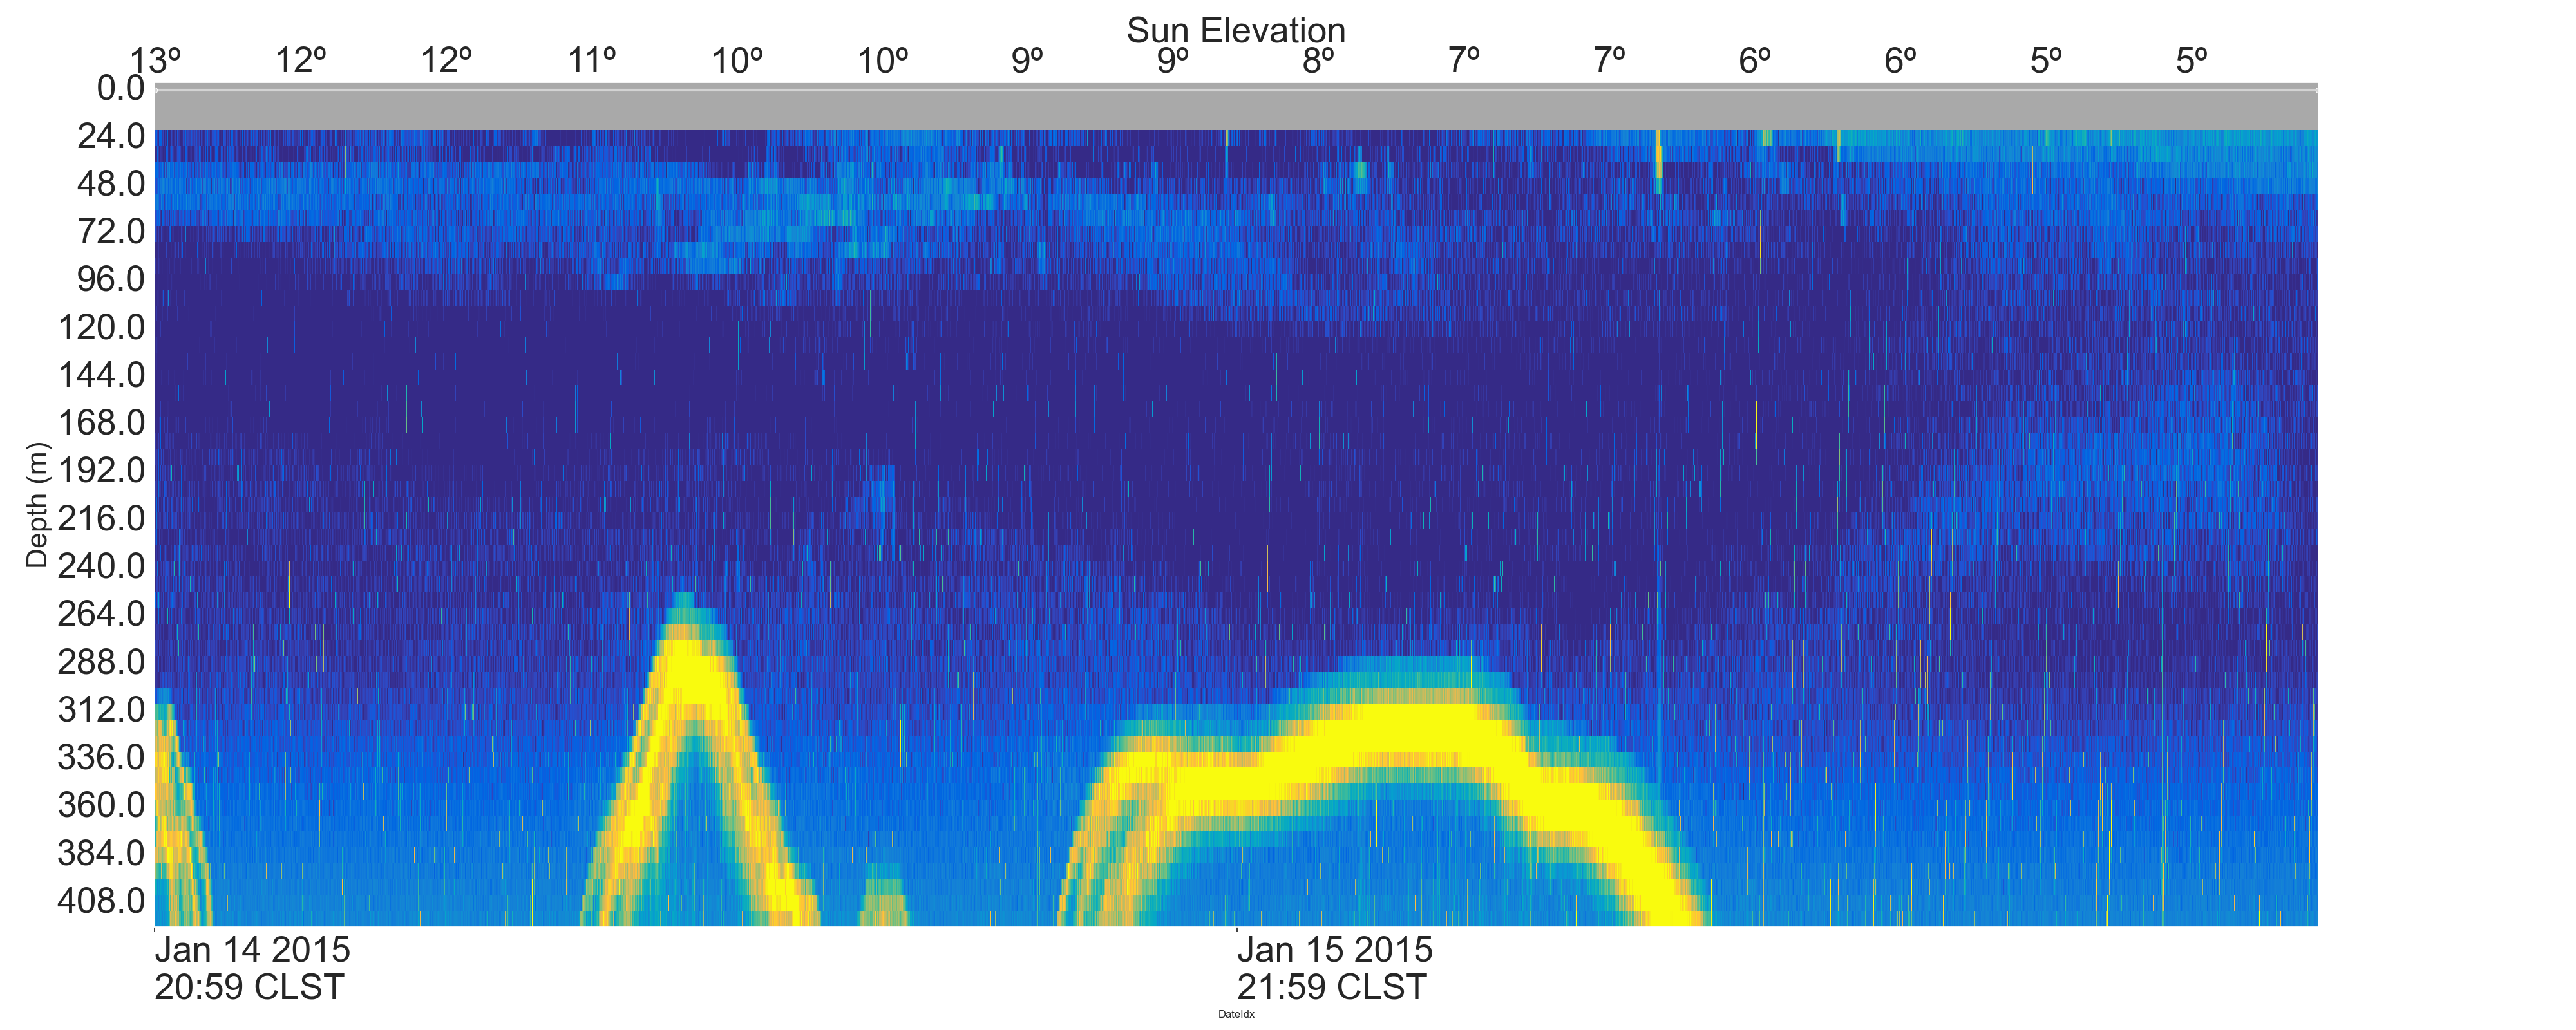 Sun Elevation
13º 12º 12º 11º 10º 10º 9º 9º 8º 7º 7º 6º 6º 5º 5º
0.0
24.0
48.0
72.0
96.0
120.0
144.0
168.0
192.0
216.0
240.0
264.0
288.0
312.0
336.0
360.0
384.0
408.0
Depth (m)
Jan 14 2015
20:59 CLST
Jan 15 2015
21:59 CLST
DateIdx